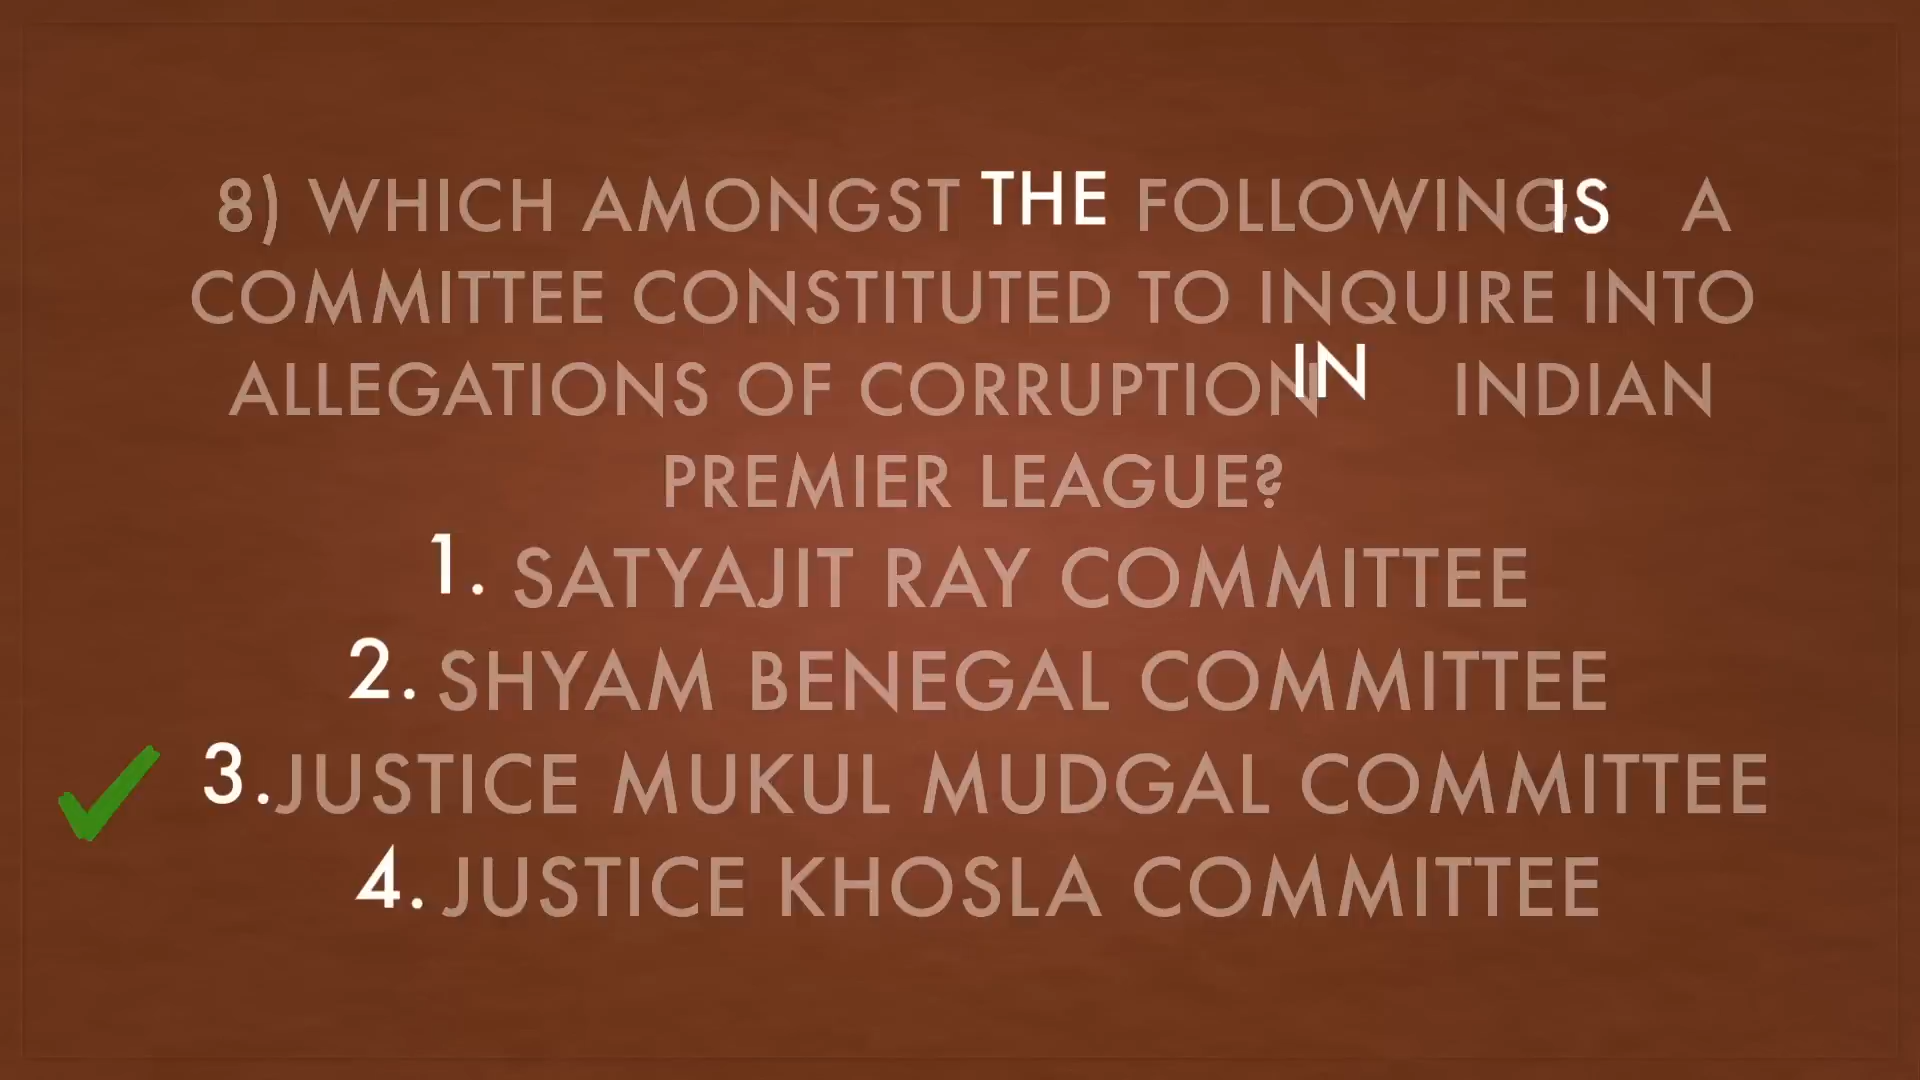 8) WHICH AMONGST THE FOLLOWING IS A
COMMITTEE CONSTITUTED TO INQUIRE INTO
ALLEGATIONS OF CORRUPTION IN INDIAN
PREMIER LEAGUE?
1. SATYAJIT RAY COMMITTEE
2. SHYAM BENEGAL COMMITTEE
3.JUSTICE MUKUL MUDGAL COMMITTEE
4. JUSTICE KHOSLA COMMITTEE